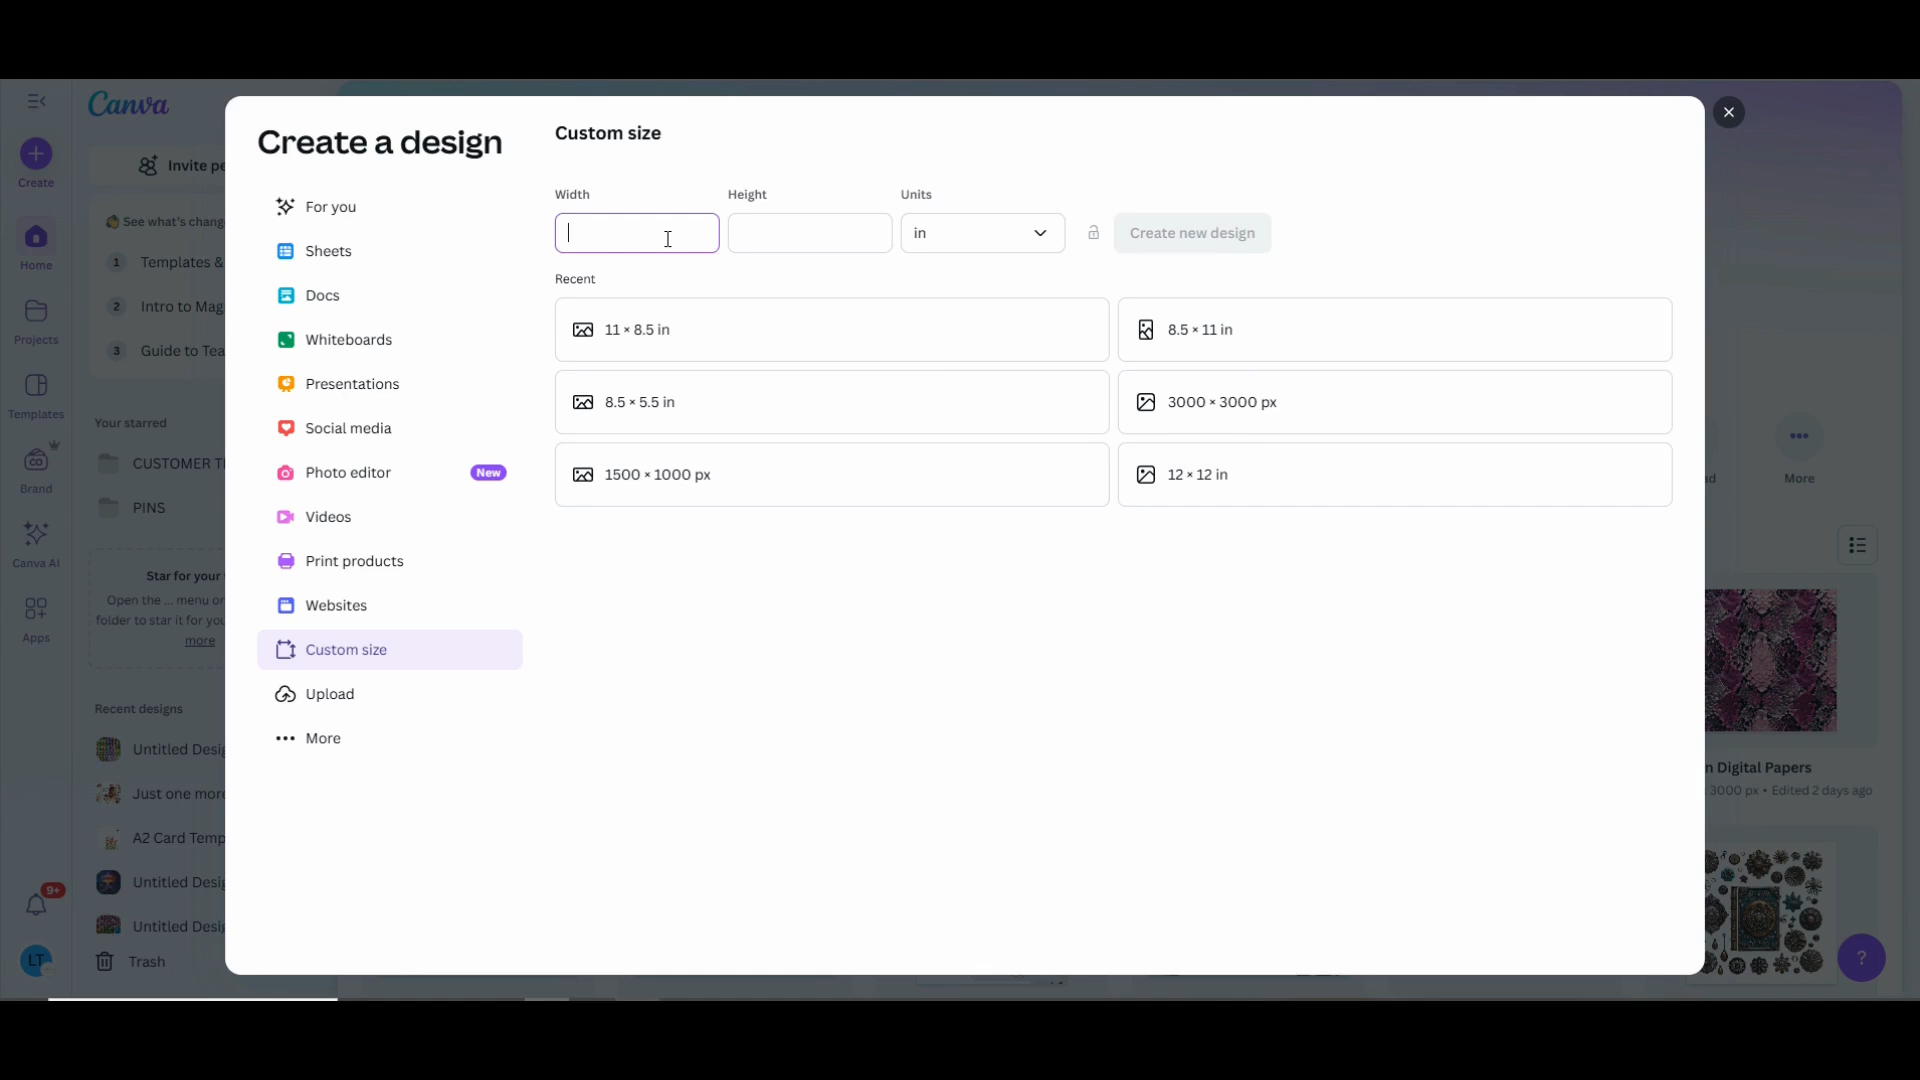 Canva
Create
Home
Projects
Templates
Brand
Canva AI
Apps
9+
LT
Invite pe
See what's chang
1 Templates &
2 Intro to Mag
3 Guide to Tea
Your starred
CUSTOMER T
PINS
Star for your
Open the ... menu or
folder to star it for you
more
Recent designs
Untitled Desig
Just one more
A2 Card Temp
Untitled Desig
Untitled Desig
Trash
Create a design
For you
Sheets
Docs
Whiteboards
Presentations
Social media
Photo editor New
Videos
Print products
Websites
Custom size
Upload
More
Custom size
Width Height Units
in Create new design
Recent
11 × 8.5 in 8.5 × 11 in
8.5 × 5.5 in 3000 × 3000 px
1500 × 1000 px 12 × 12 in
More
n Digital Papers
3000 px • Edited 2 days ago
?